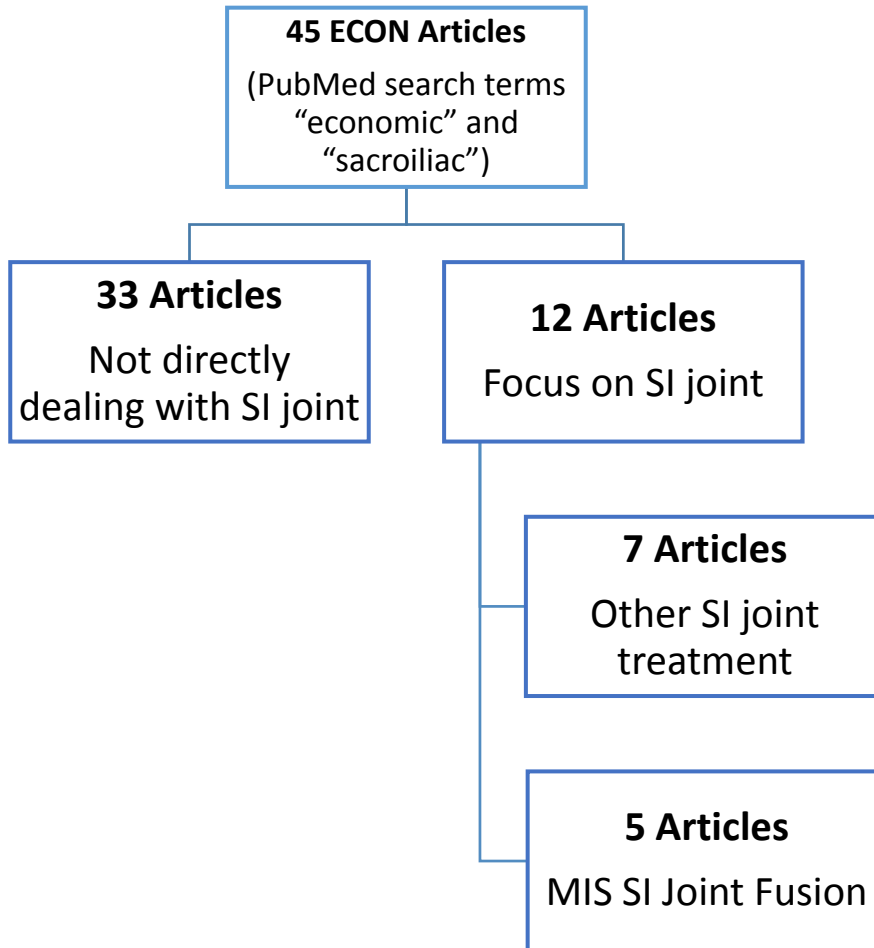 45 ECON Articles
(PubMed search terms
“economic” and
“sacroiliac”)
33 Articles
Not directly
dealing with SI joint
12 Articles
Focus on SI joint
7 Articles
Other SI joint
treatment
5 Articles
MIS SI Joint Fusion